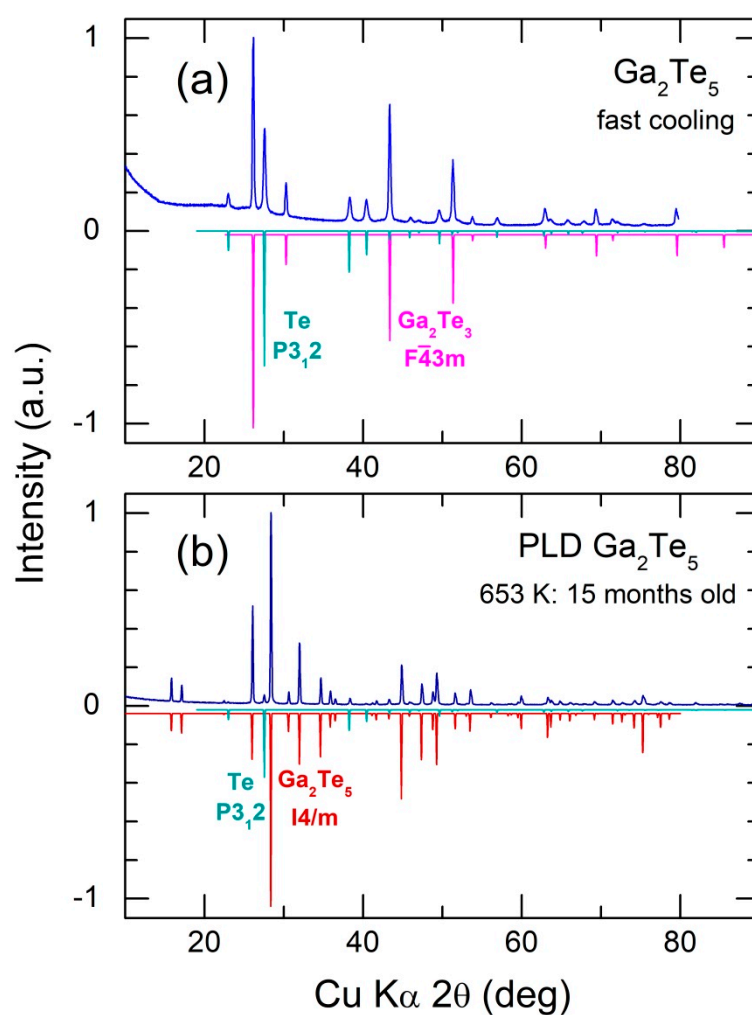 (a)
Ga₂Te₅
fast cooling
1
0
-1
Te
P3₁2
Ga₂Te₃
F4̅3m
20
40
60
80
Intensity (a.u.)
(b)
PLD Ga₂Te₅
653 K: 15 months old
1
0
-1
Te
P3₁2
Ga₂Te₅
I4/m
20
40
60
80
Cu Kα 2θ (deg)